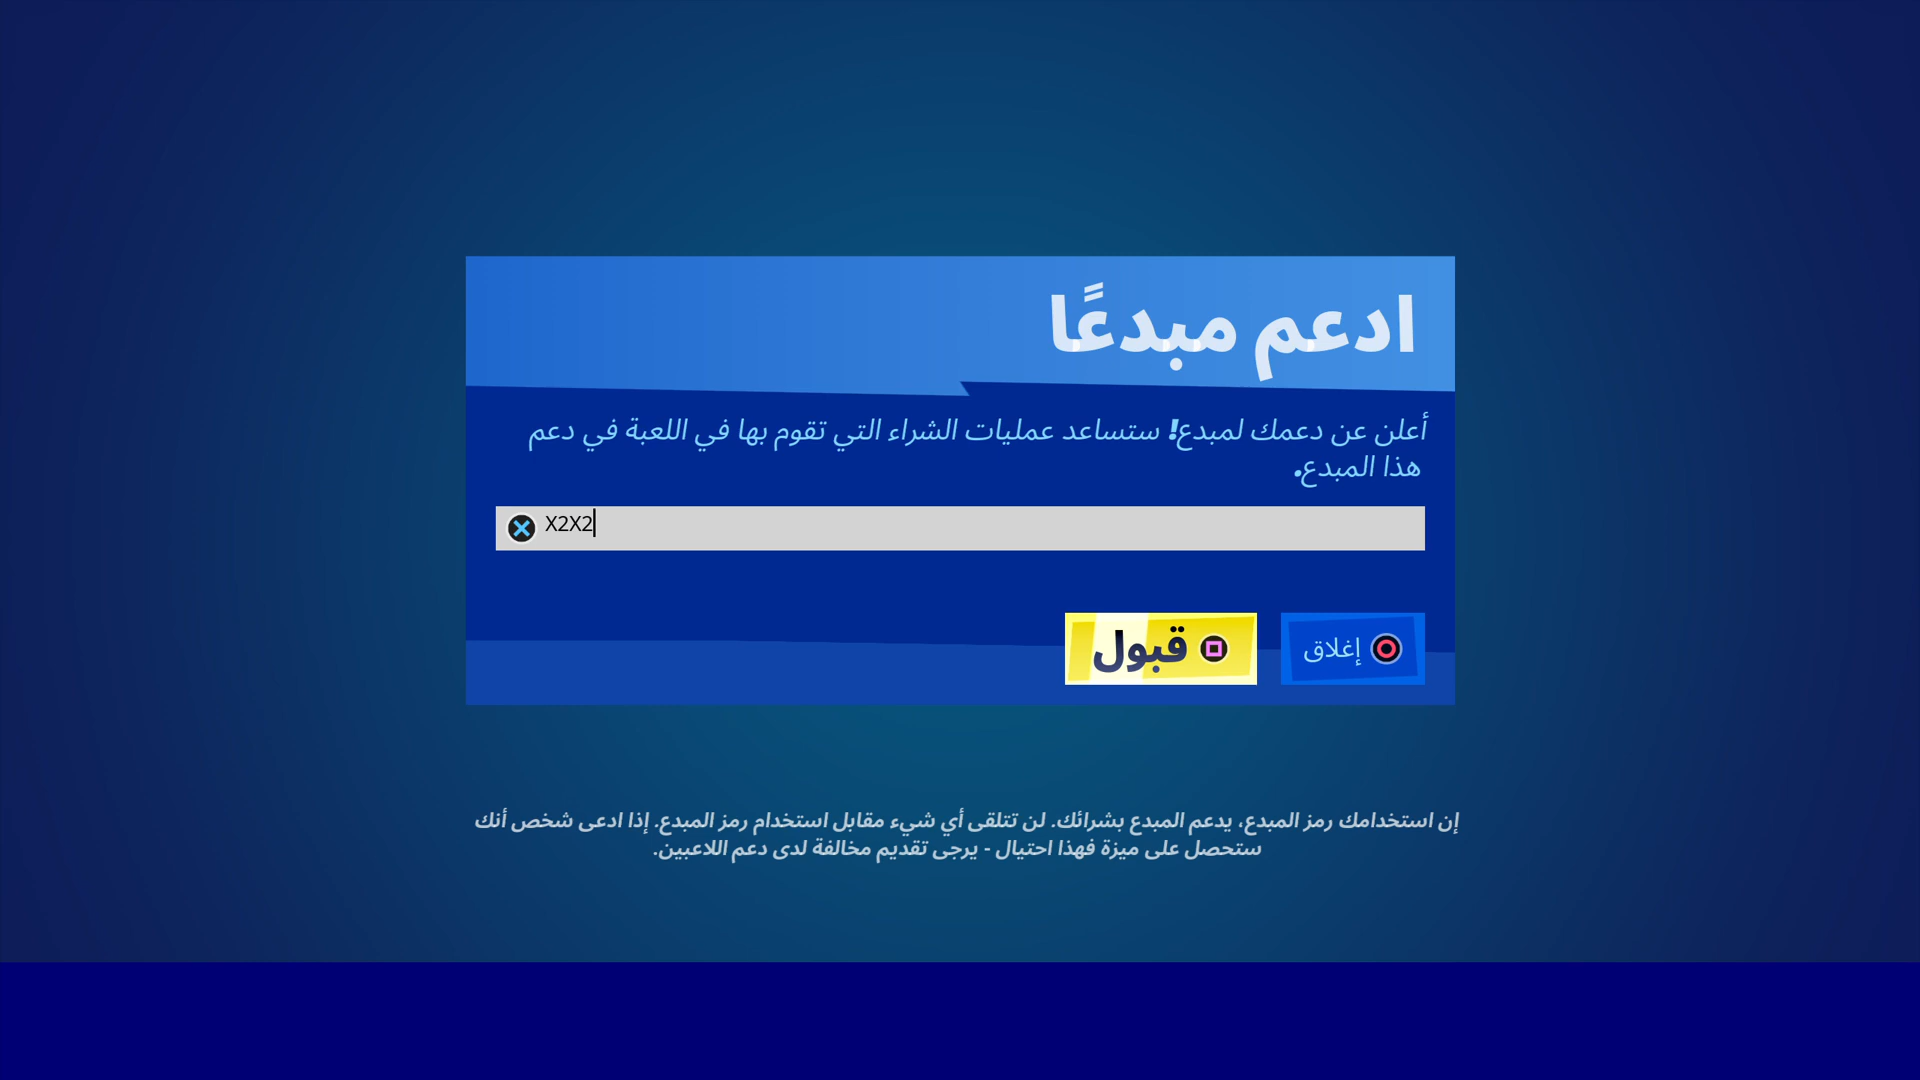 ادعم مبدعًا
أعلن عن دعمك لمبدع! ستساعد عمليات الشراء التي تقوم بها في اللعبة في دعم
هذا المبدع.
X2X2
إغلاق
قبول
إن استخدامك رمز المبدع، يدعم المبدع بشرائك. لن تتلقى أي شيء مقابل استخدام رمز المبدع. إذا ادعى شخص أنك
ستحصل على ميزة فهذا احتيال - يرجى تقديم مخالفة لدى دعم اللاعبين.